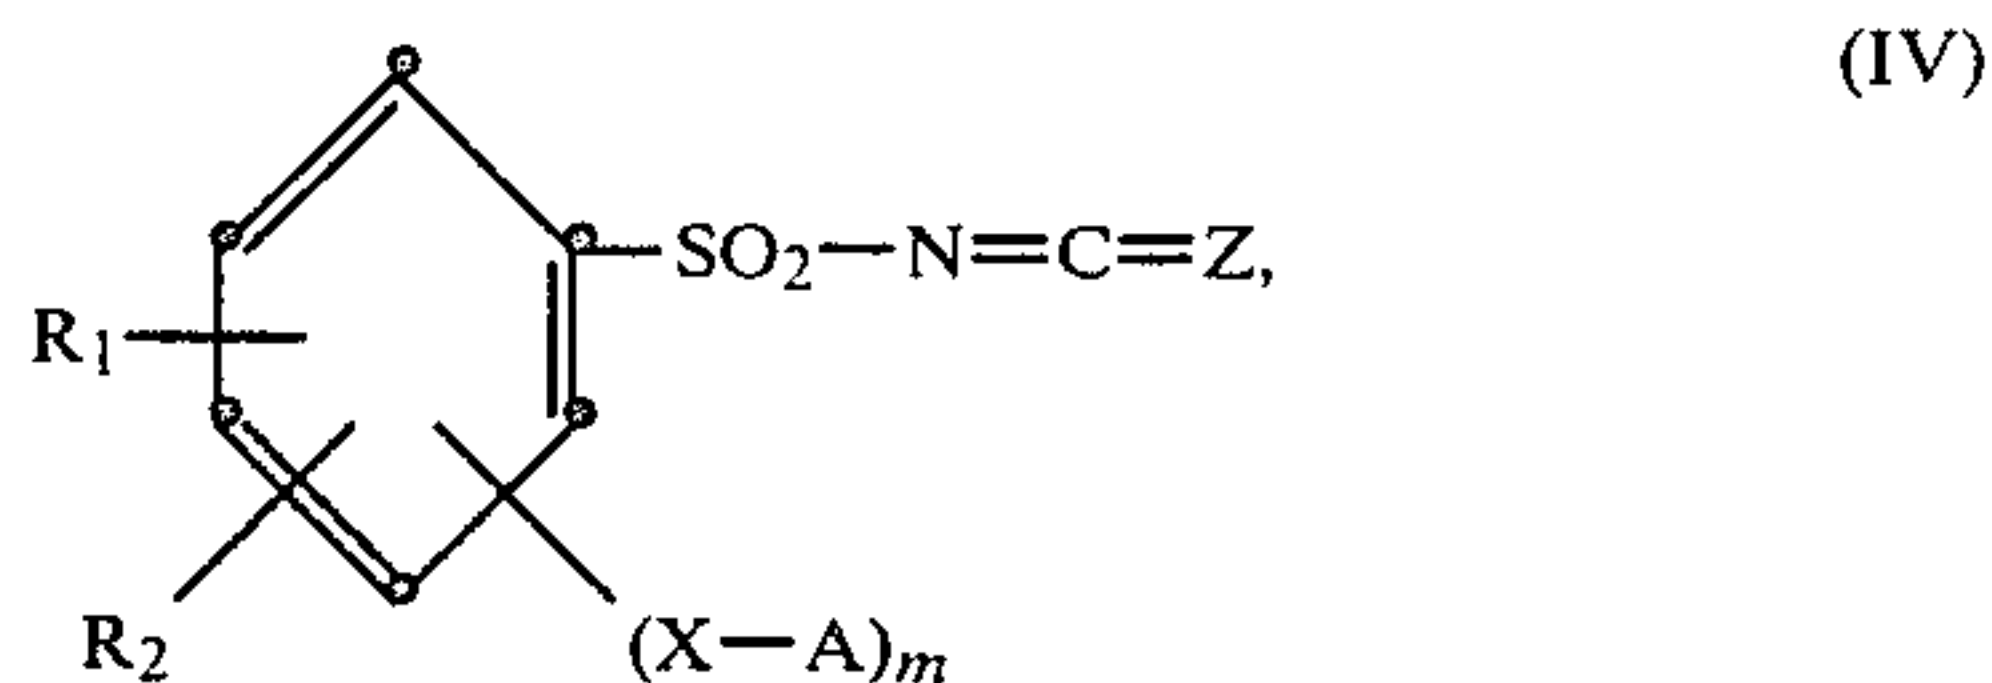 (IV)
SO₂—N=C=Z,
R₁
R₂
(X—A)ₘ